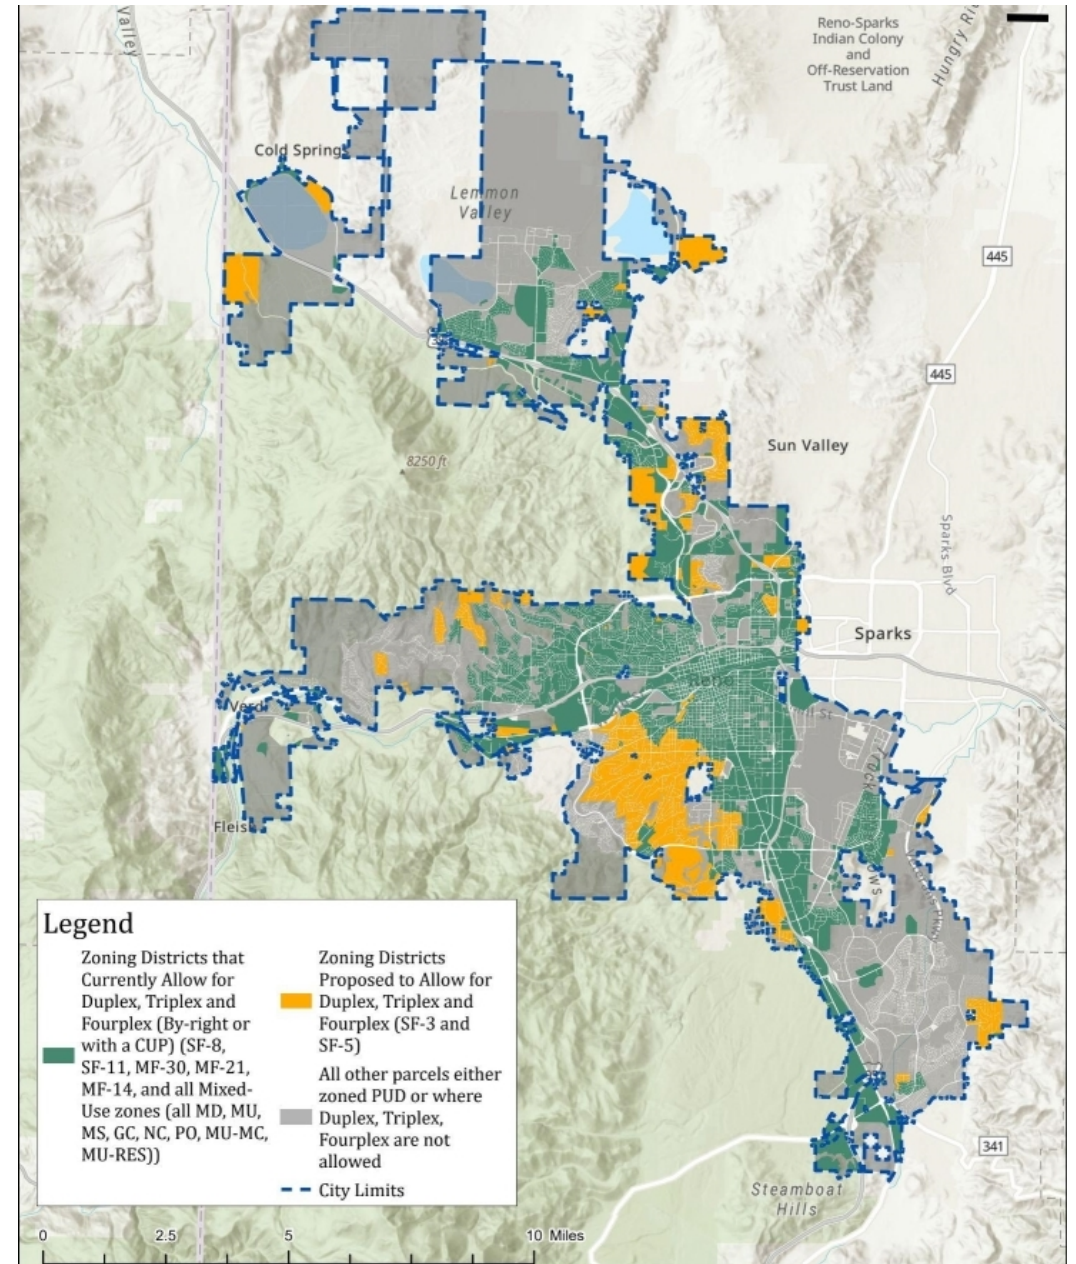 Valley
Reno-Sparks
Indian Colony
and
Off-Reservation
Trust Land
Cold Springs
Lemmon
Valley
445
445
8250 ft
Sun Valley
Sparks Blvd
Sparks
Reno
Verdi
341
Steamboat
Hills
Legend
Zoning Districts that
Currently Allow for
Duplex, Triplex and
Fourplex (By-right or
with a CUP) (SF-8,
SF-11, MF-30, MF-21,
MF-14, and all Mixed-
Use zones (all MD, MU,
MS, GC, NC, PO, MU-MC,
MU-RES))
Zoning Districts
Proposed to Allow for
Duplex, Triplex and
Fourplex (SF-3 and
SF-5)
All other parcels either
zoned PUD or where
Duplex, Triplex,
Fourplex are not
allowed
City Limits
0 2.5 5 10 Miles